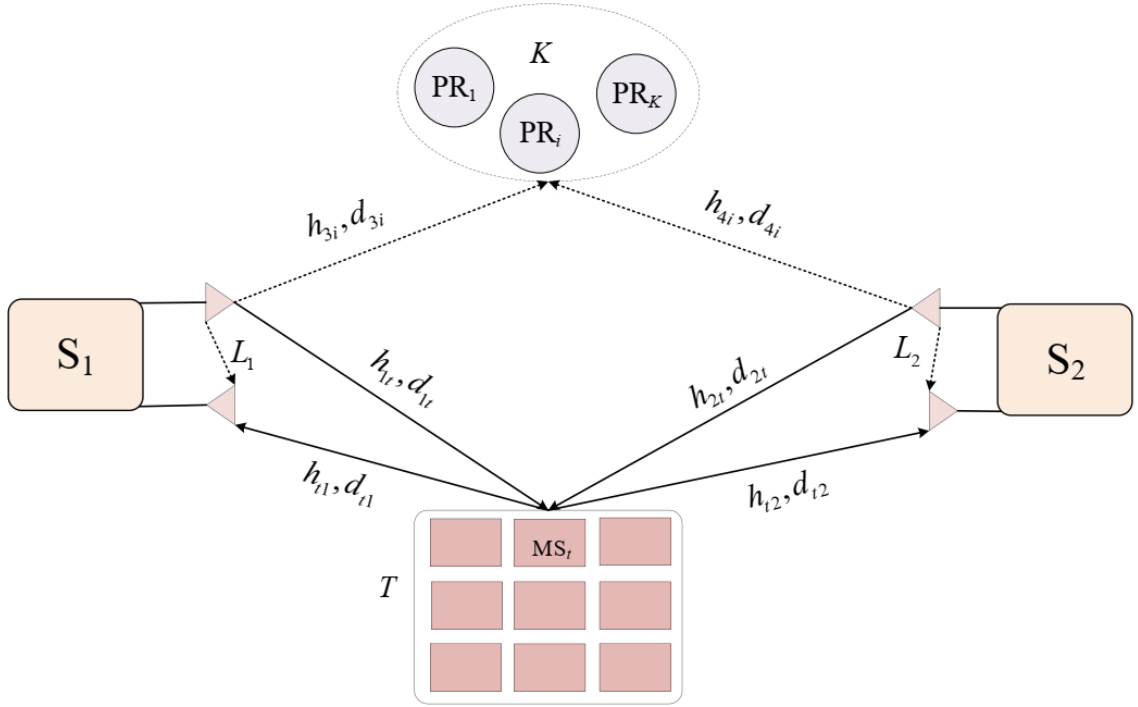 K
PR₁
PRᵢ
PR_K
h₃ᵢ,d₃ᵢ
h₄ᵢ,d₄ᵢ
S₁
L₁
h₁ₜ,d₁ₜ
h₂ₜ,d₂ₜ
L₂
S₂
hₜ₁,dₜ₁
hₜ₂,dₜ₂
MSₜ
T